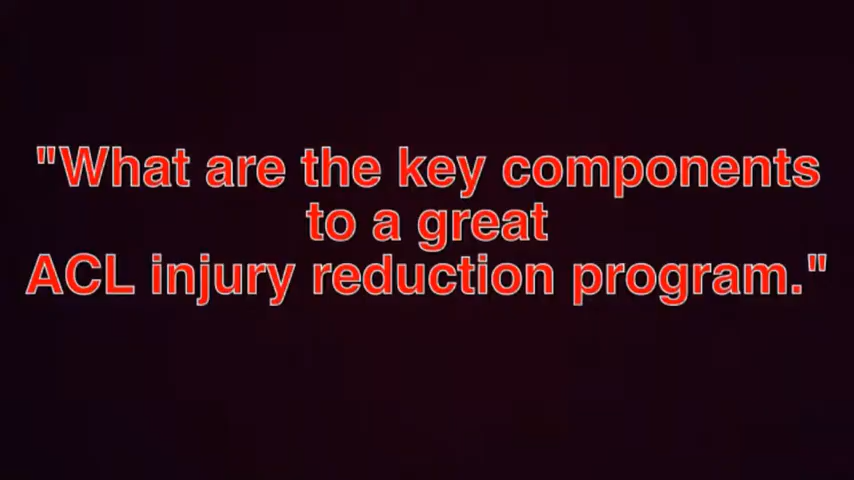 "What are the key components
to a great
ACL injury reduction program."